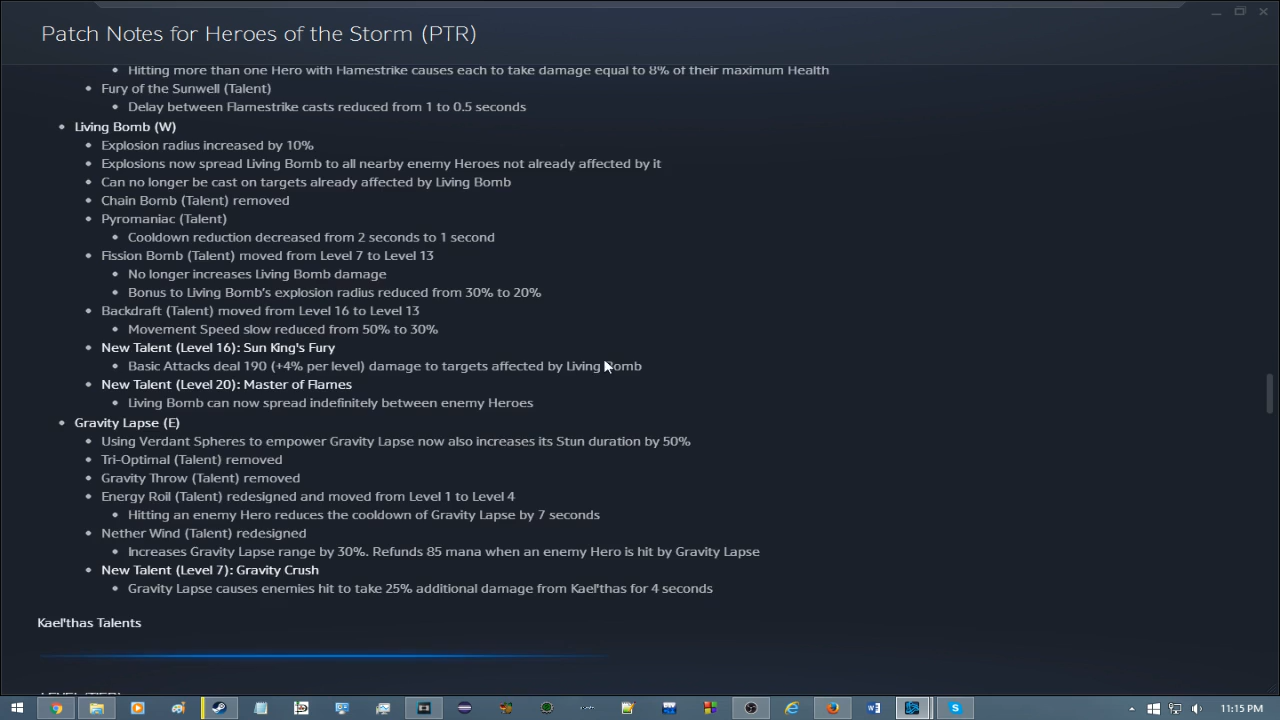 Patch Notes for Heroes of the Storm (PTR)
Hitting more than one Hero with Flamestrike causes each to take damage equal to 8% of their maximum Health
Fury of the Sunwell (Talent)
Delay between Flamestrike casts reduced from 1 to 0.5 seconds
Living Bomb (W)
Explosion radius increased by 10%
Explosions now spread Living Bomb to all nearby enemy Heroes not already affected by it
Can no longer be cast on targets already affected by Living Bomb
Chain Bomb (Talent) removed
Pyromaniac (Talent)
Cooldown reduction decreased from 2 seconds to 1 second
Fission Bomb (Talent) moved from Level 7 to Level 13
No longer increases Living Bomb damage
Bonus to Living Bomb's explosion radius reduced from 30% to 20%
Backdraft (Talent) moved from Level 16 to Level 13
Movement Speed slow reduced from 50% to 30%
New Talent (Level 16): Sun King's Fury
Basic Attacks deal 190 (+4% per level) damage to targets affected by Living Bomb
New Talent (Level 20): Master of Flames
Living Bomb can now spread indefinitely between enemy Heroes
Gravity Lapse (E)
Using Verdant Spheres to empower Gravity Lapse now also increases its Stun duration by 50%
Tri-Optimal (Talent) removed
Gravity Throw (Talent) removed
Energy Roil (Talent) redesigned and moved from Level 1 to Level 4
Hitting an enemy Hero reduces the cooldown of Gravity Lapse by 7 seconds
Nether Wind (Talent) redesigned
Increases Gravity Lapse range by 30%. Refunds 85 mana when an enemy Hero is hit by Gravity Lapse
New Talent (Level 7): Gravity Crush
Gravity Lapse causes enemies hit to take 25% additional damage from Kael'thas for 4 seconds
Kael'thas Talents
11:15 PM